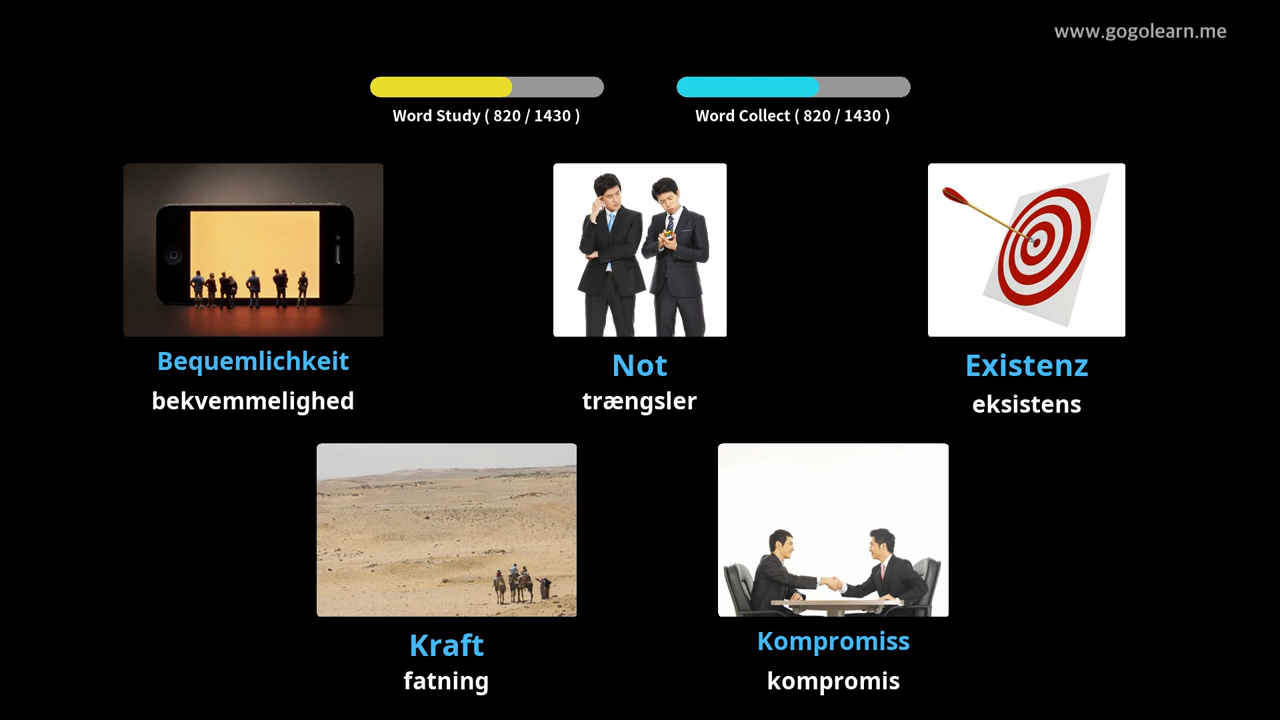 www.gogolearn.me
Word Study ( 820 / 1430 )
Word Collect ( 820 / 1430 )
Bequemlichkeit
bekvemmelighed
Not
trængsler
Existenz
eksistens
Kraft
fatning
Kompromiss
kompromis